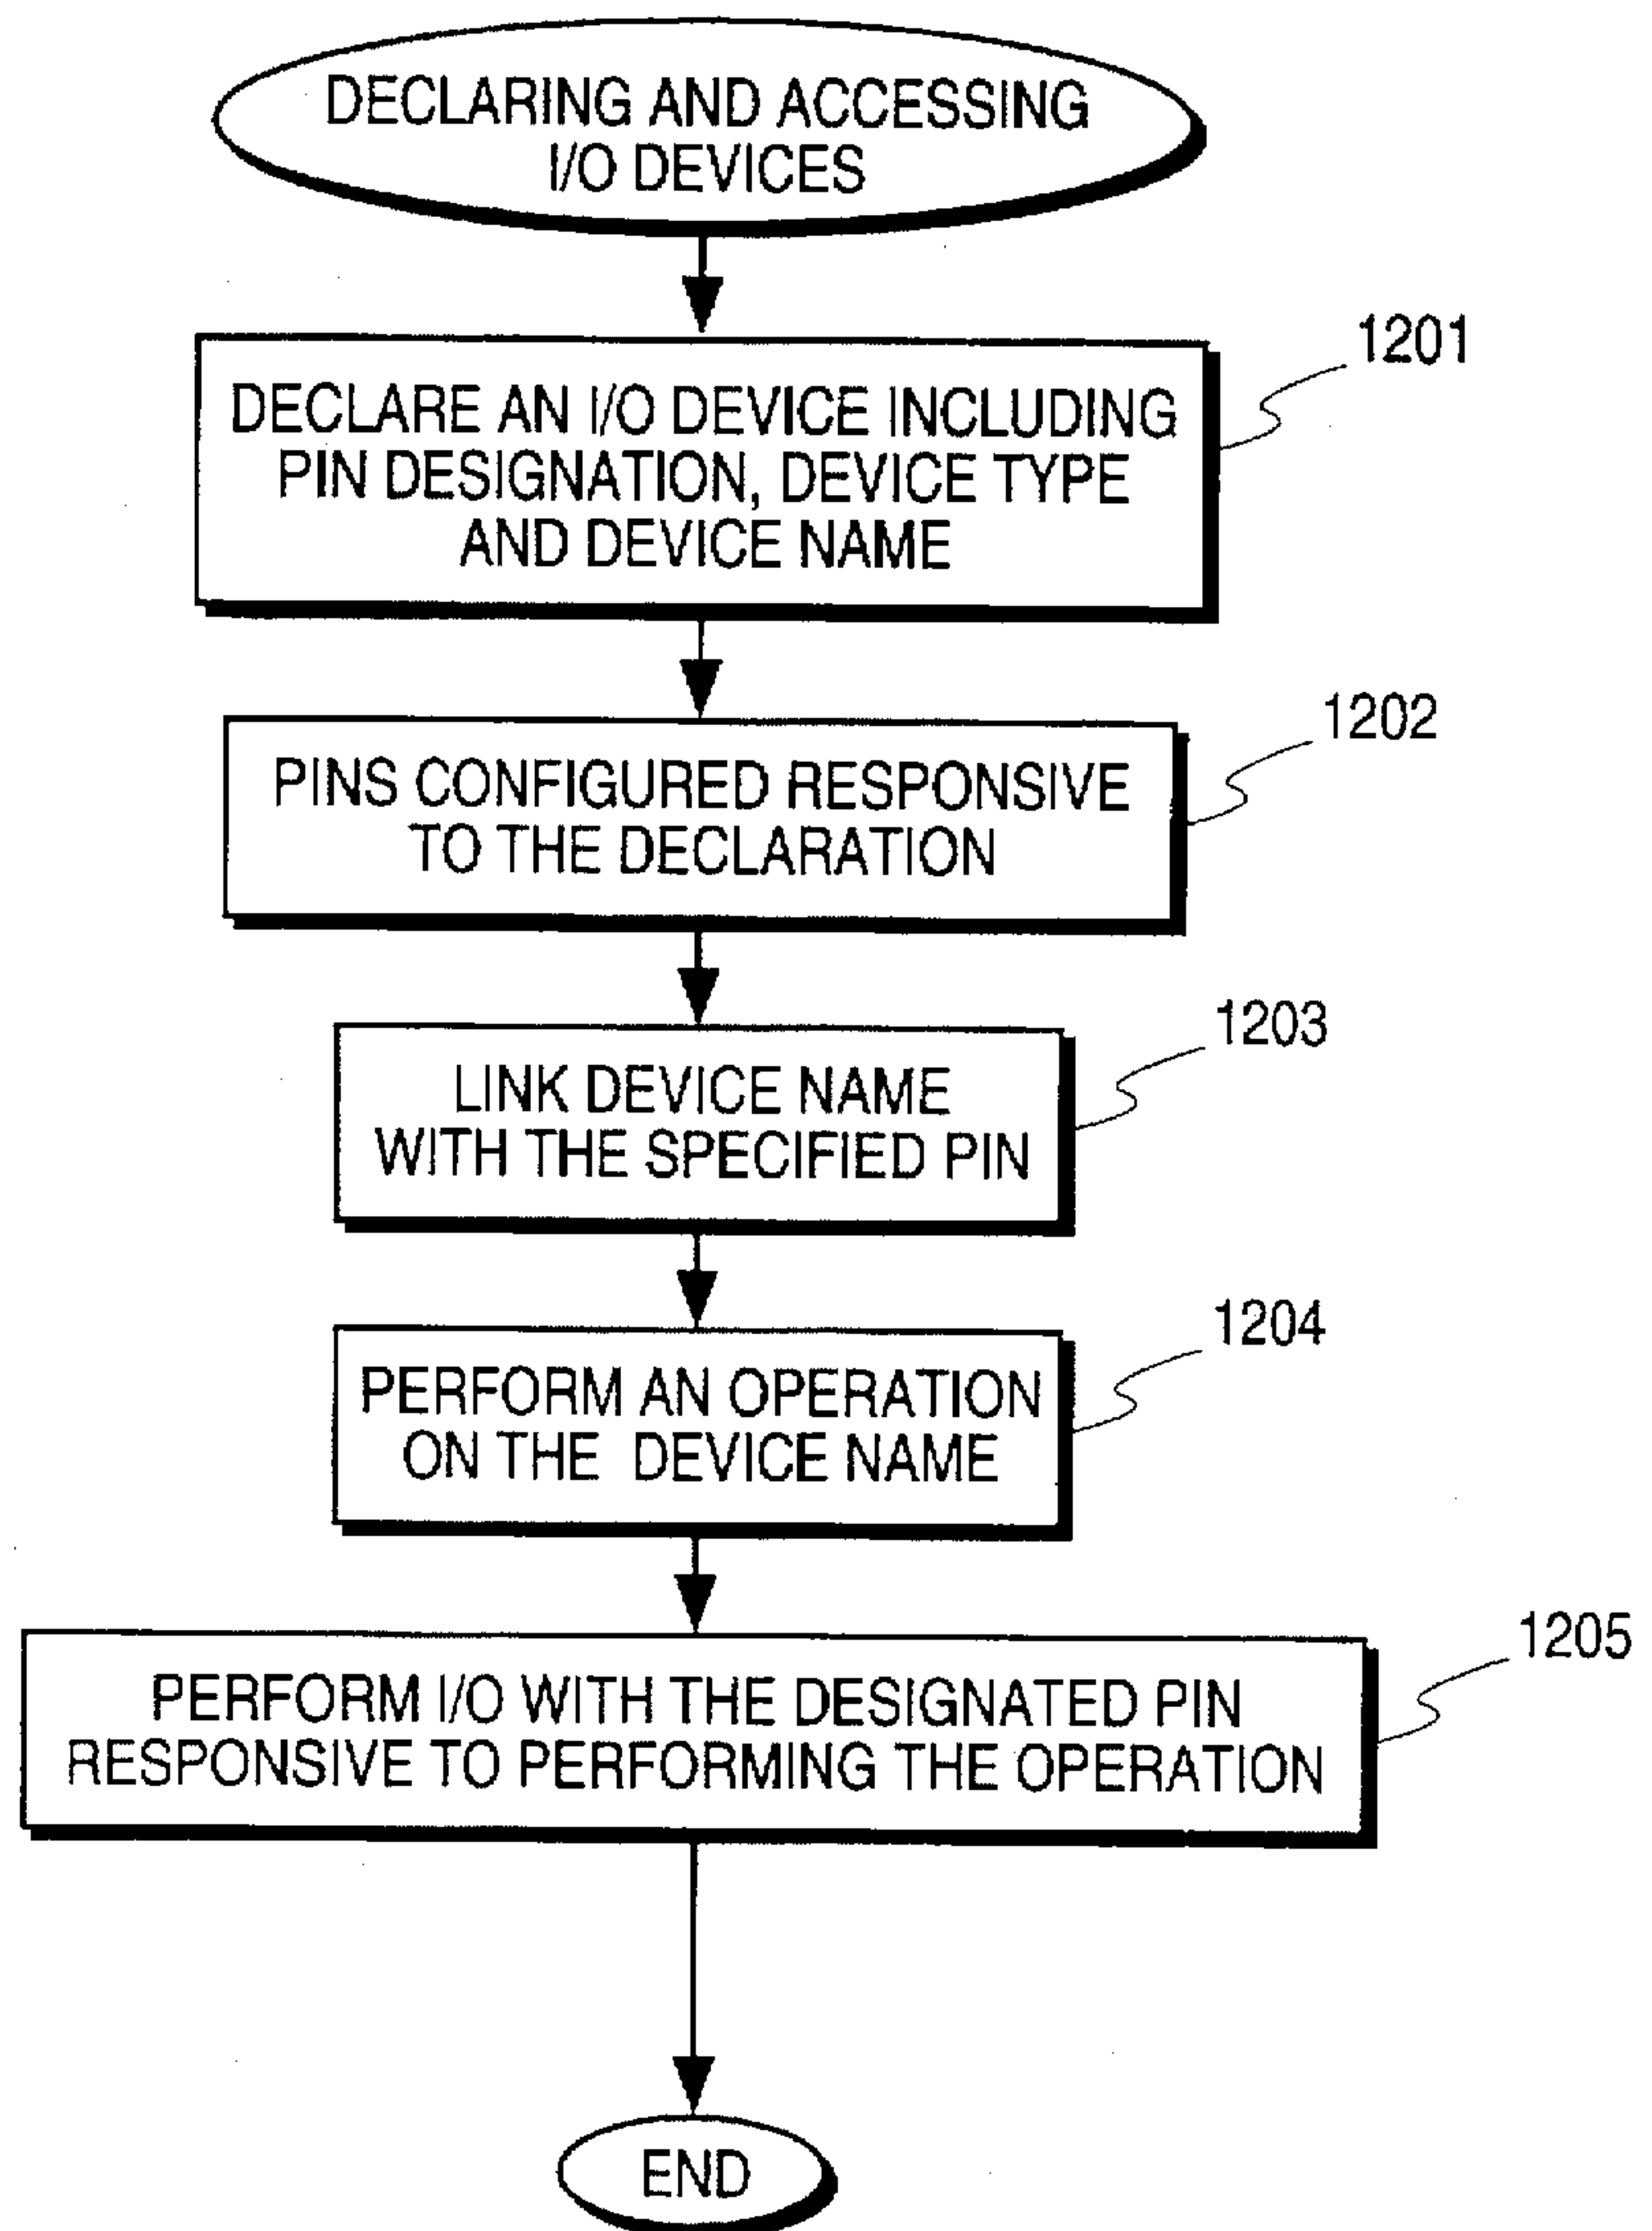 DECLARING AND ACCESSING
I/O DEVICES
1201
DECLARE AN I/O DEVICE INCLUDING
PIN DESIGNATION, DEVICE TYPE
AND DEVICE NAME
1202
PINS CONFIGURED RESPONSIVE
TO THE DECLARATION
1203
LINK DEVICE NAME
WITH THE SPECIFIED PIN
1204
PERFORM AN OPERATION
ON THE DEVICE NAME
1205
PERFORM I/O WITH THE DESIGNATED PIN
RESPONSIVE TO PERFORMING THE OPERATION
END